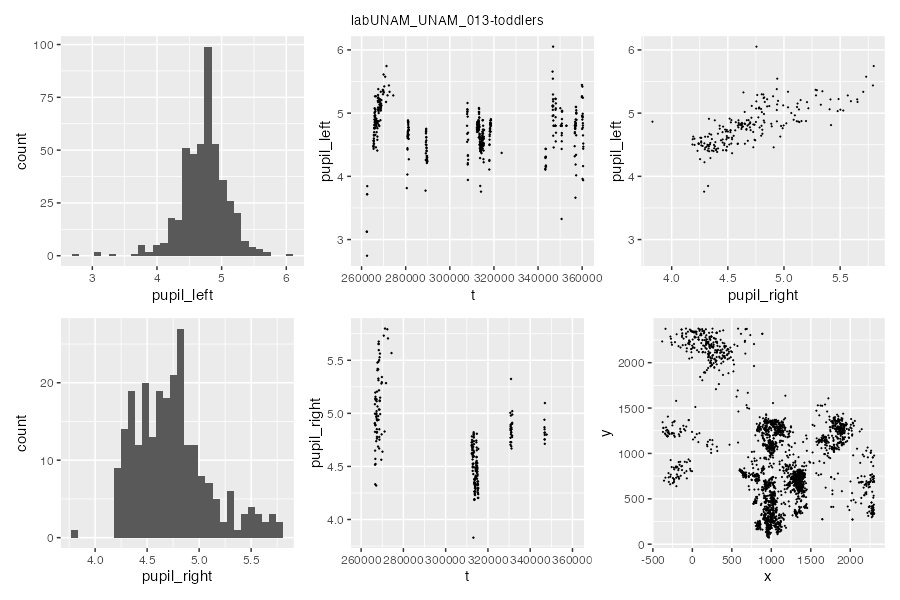 labUNAM_UNAM_013-toddlers
count
100
75
50
25
0
3 4 5 6
pupil_left
pupil_left
6
5
4
3
260000 280000 300000 320000 340000 360000
t
pupil_left
6
5
4
3
4.0 4.5 5.0 5.5
pupil_right
count
20
10
0
4.0 4.5 5.0 5.5
pupil_right
pupil_right
5.5
5.0
4.5
4.0
260000 280000 300000 320000 340000 360000
t
y
2000
1500
1000
500
0
-500 0 500 1000 1500 2000
x